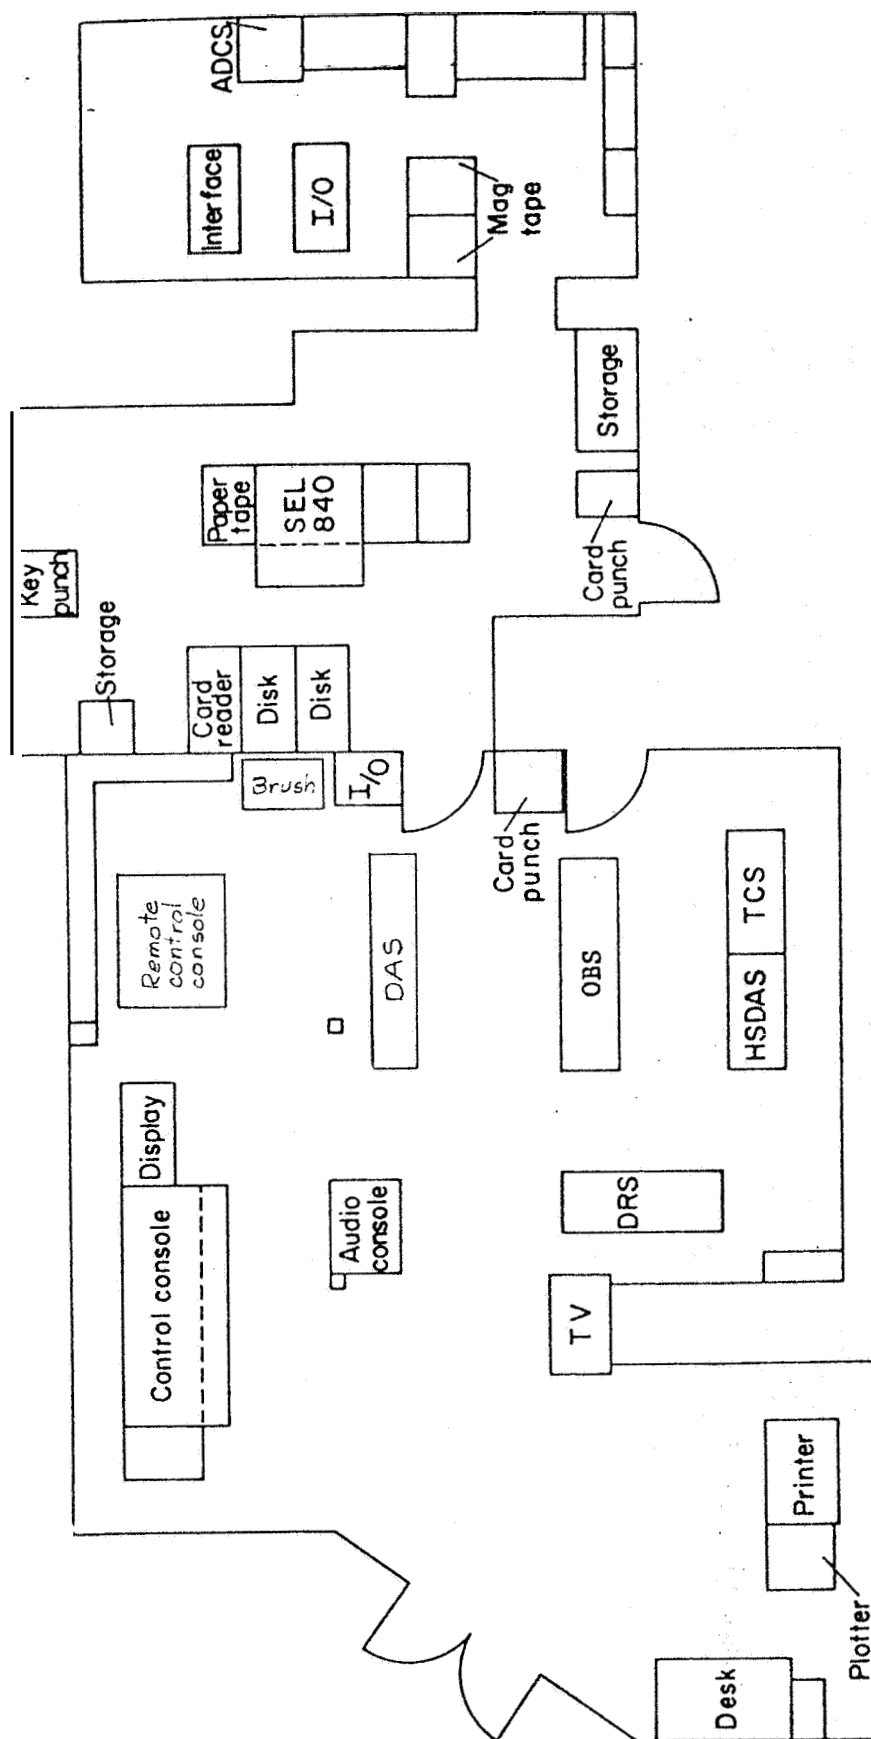 ADCS
Interface
I/O
Mag
tape
Storage
Paper
tape
SEL
840
Card
punch
Key
punch
Storage
Card
reader
Disk
Disk
Brush
I/O
Card
punch
Remote
control
console
DAS
OBS
TCS
HSDAS
Display
Control console
Audio
console
DRS
TV
Printer
Plotter
Desk